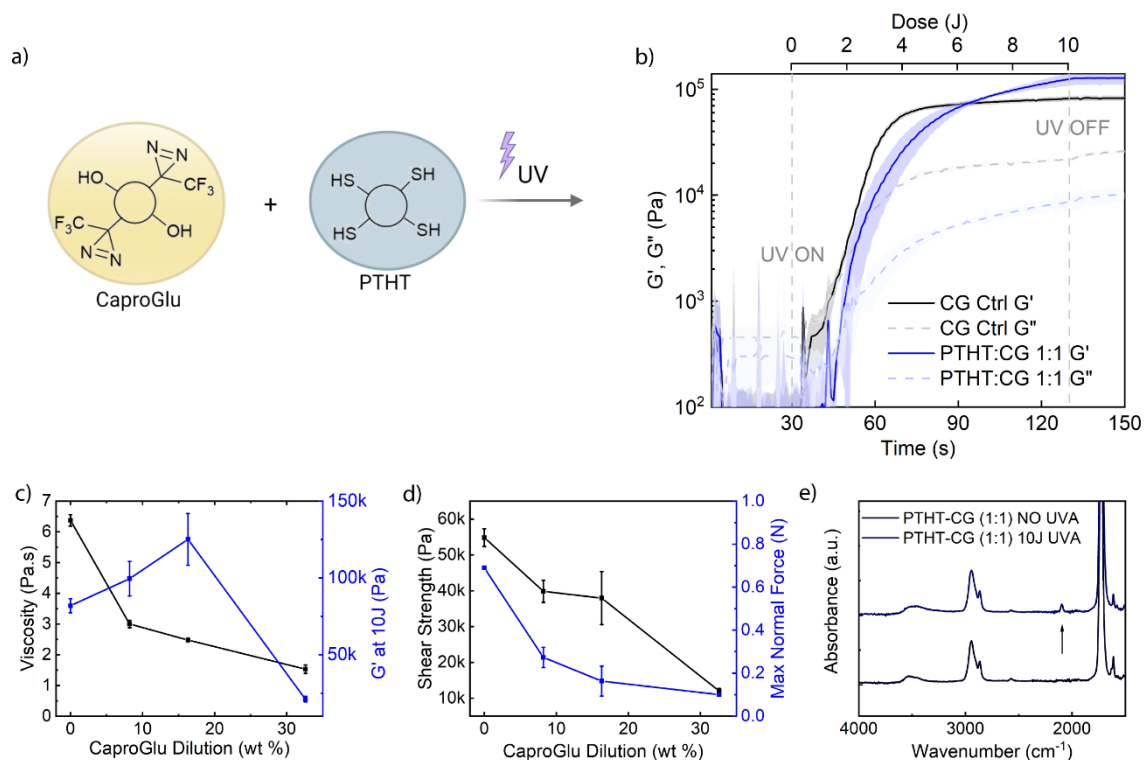 a)
HO
N
N
CF3
F3C
N
N
OH
CaproGlu
+
HS
SH
HS
SH
PTHT
UV
b)
Dose (J)
0 2 4 6 8 10
G', G" (Pa)
10^5
10^4
10^3
10^2
UV ON
UV OFF
CG Ctrl G'
CG Ctrl G"
PTHT:CG 1:1 G'
PTHT:CG 1:1 G"
30 60 90 120 150
Time (s)
c)
Viscosity (Pa.s)
7
6
5
4
3
2
1
0
150k
100k
50k
0
G' at 10J (Pa)
0 10 20 30
CaproGlu Dilution (wt %)
d)
Shear Strength (Pa)
60k
50k
40k
30k
20k
10k
1.0
0.8
0.6
0.4
0.2
0.0
Max Normal Force (N)
0 10 20 30
CaproGlu Dilution (wt %)
e)
Absorbance (a.u.)
PTHT-CG (1:1) NO UVA
PTHT-CG (1:1) 10J UVA
4000 3000 2000
Wavenumber (cm-1)